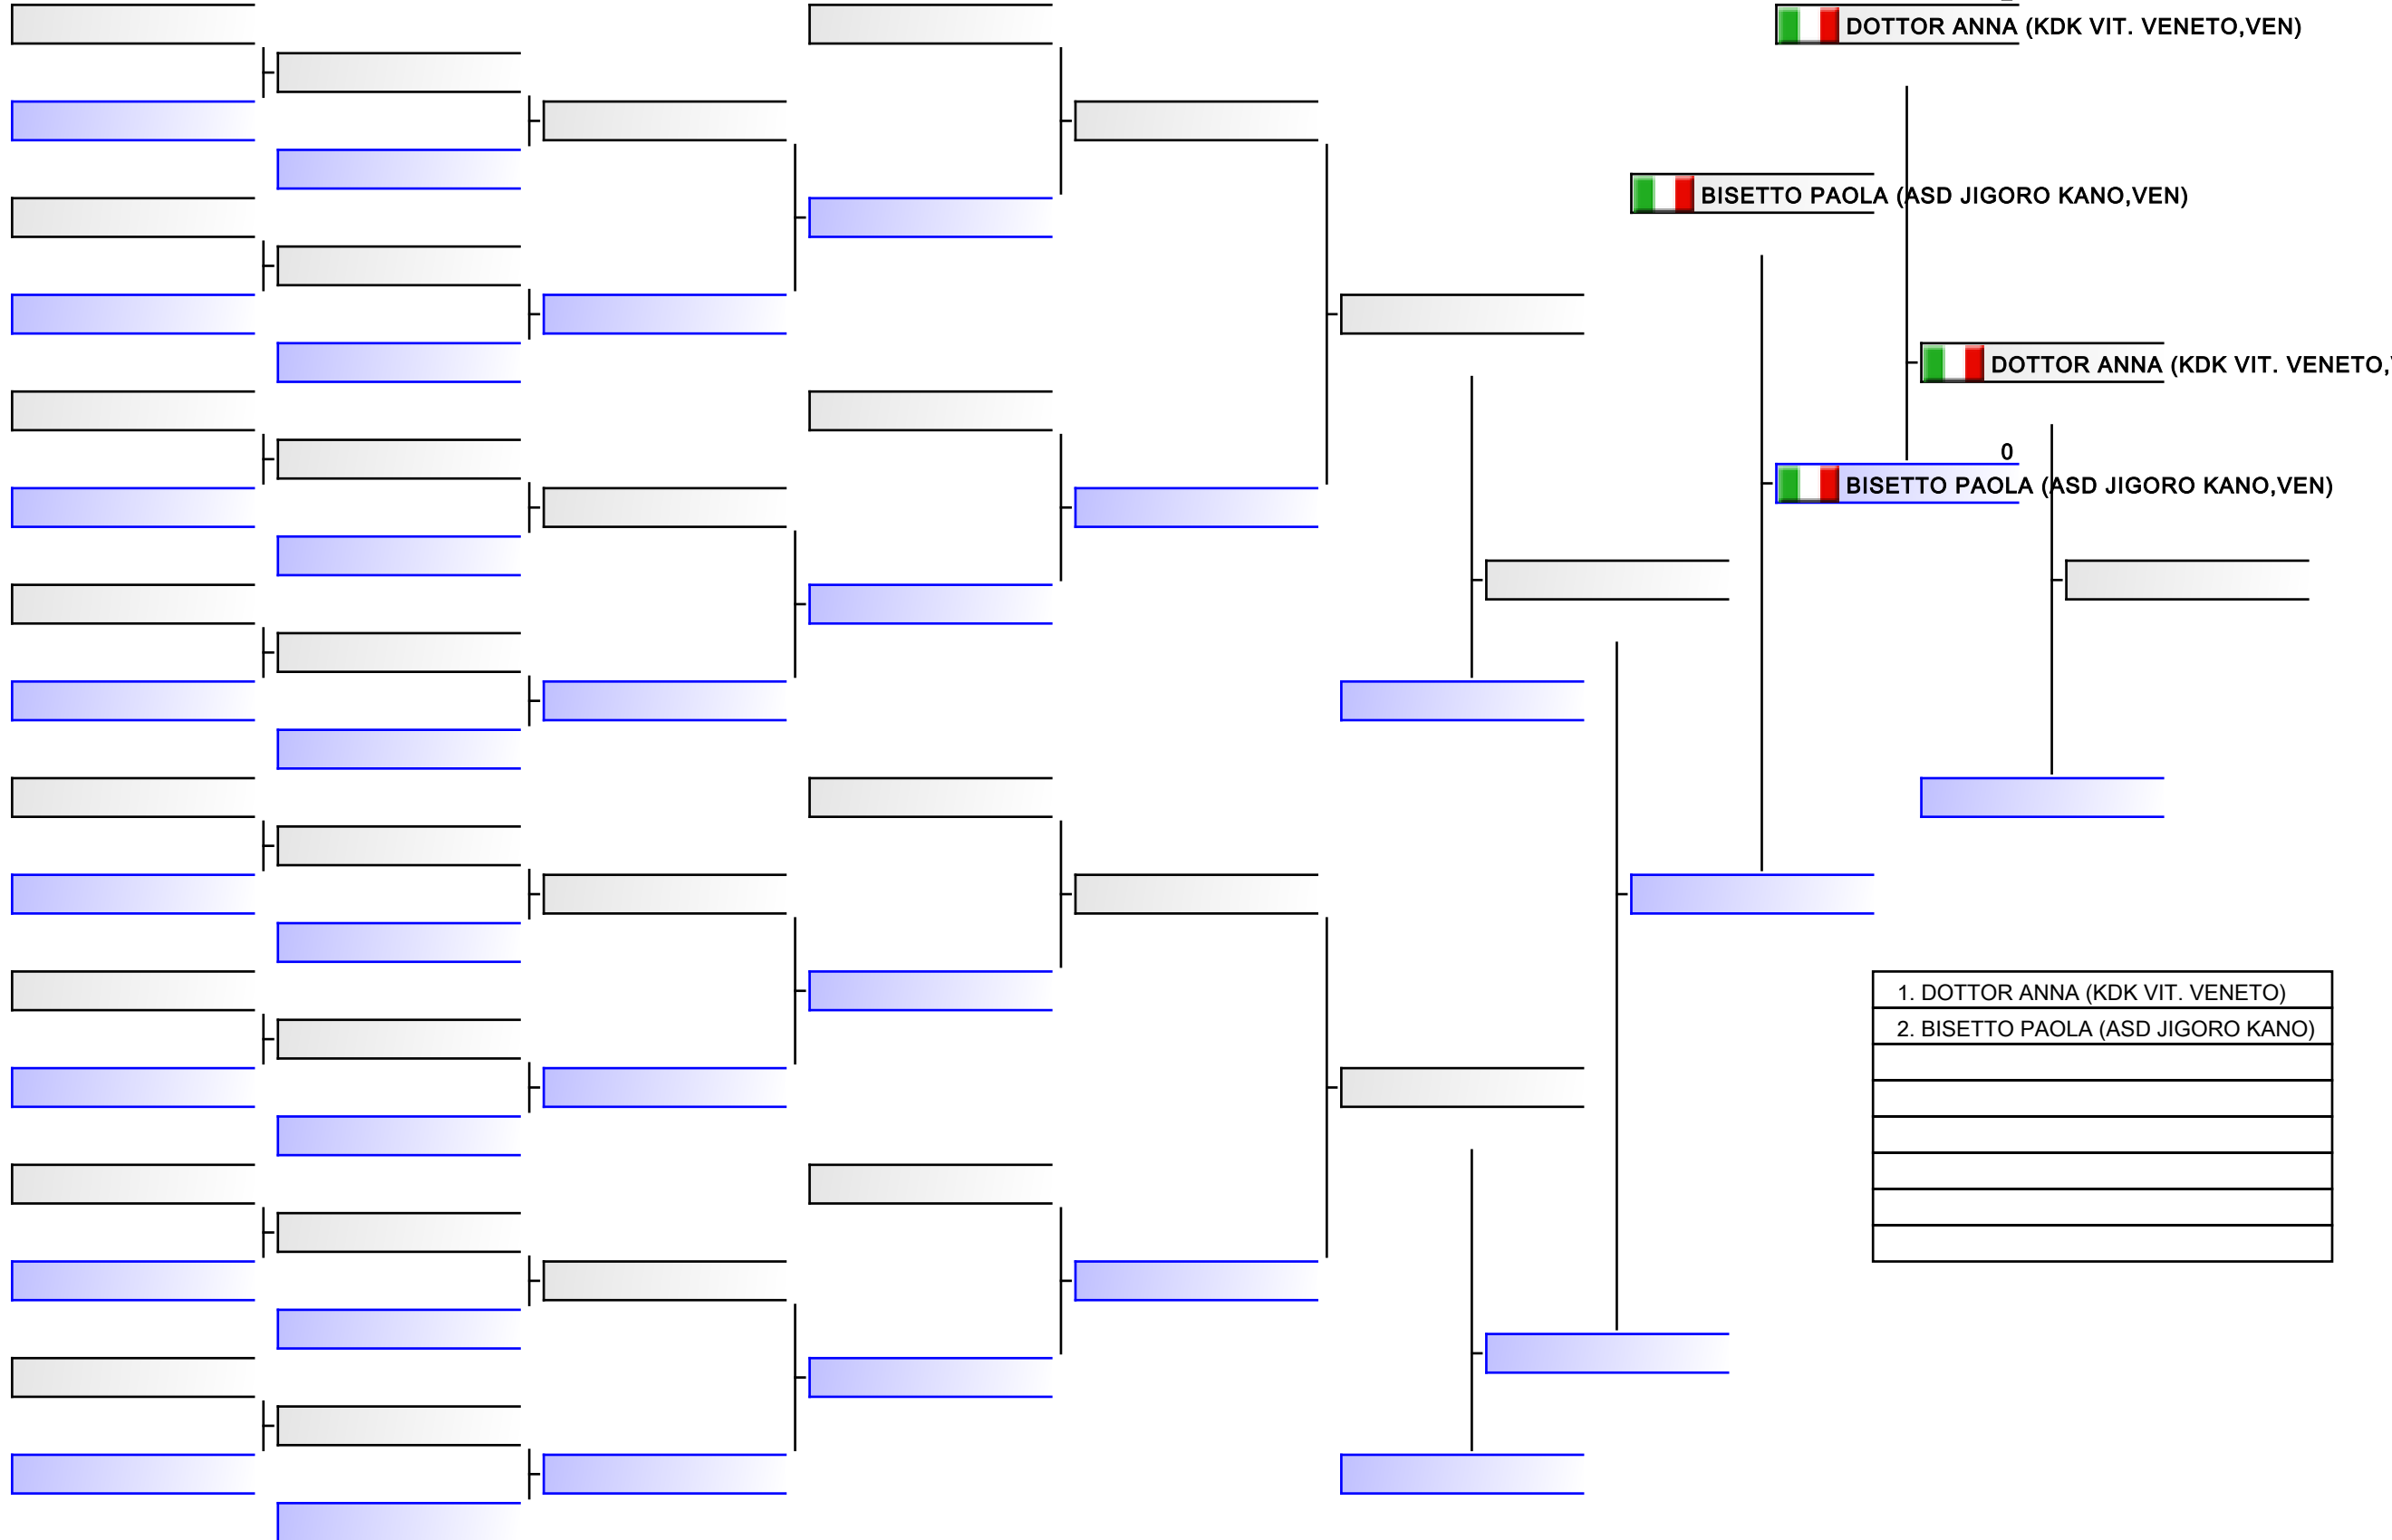 DOTTOR ANNA (KDK VIT. VENETO,VEN)
BISETTO PAOLA (ASD JIGORO KANO,VEN)
DOTTOR ANNA (KDK VIT. VENETO,
0
BISETTO PAOLA (ASD JIGORO KANO,VEN)
1. DOTTOR ANNA (KDK VIT. VENETO)
2. BISETTO PAOLA (ASD JIGORO KANO)